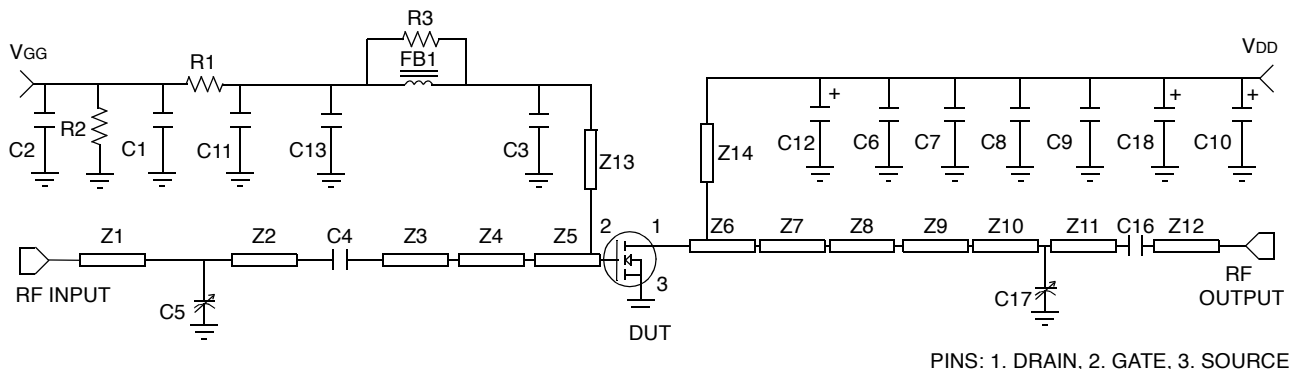 R3
VGG
R1
FB1
VDD
C2
R2
C1
C11
C13
C3
Z13
Z14
C12
+
C6
C7
C8
C9
C18
+
C10
+
Z1
Z2
C4
Z3
Z4
Z5
2
1
Z6
Z7
Z8
Z9
Z10
Z11
C16
Z12
RF INPUT
C5
3
DUT
C17
RF
OUTPUT
PINS: 1. DRAIN, 2. GATE, 3. SOURCE